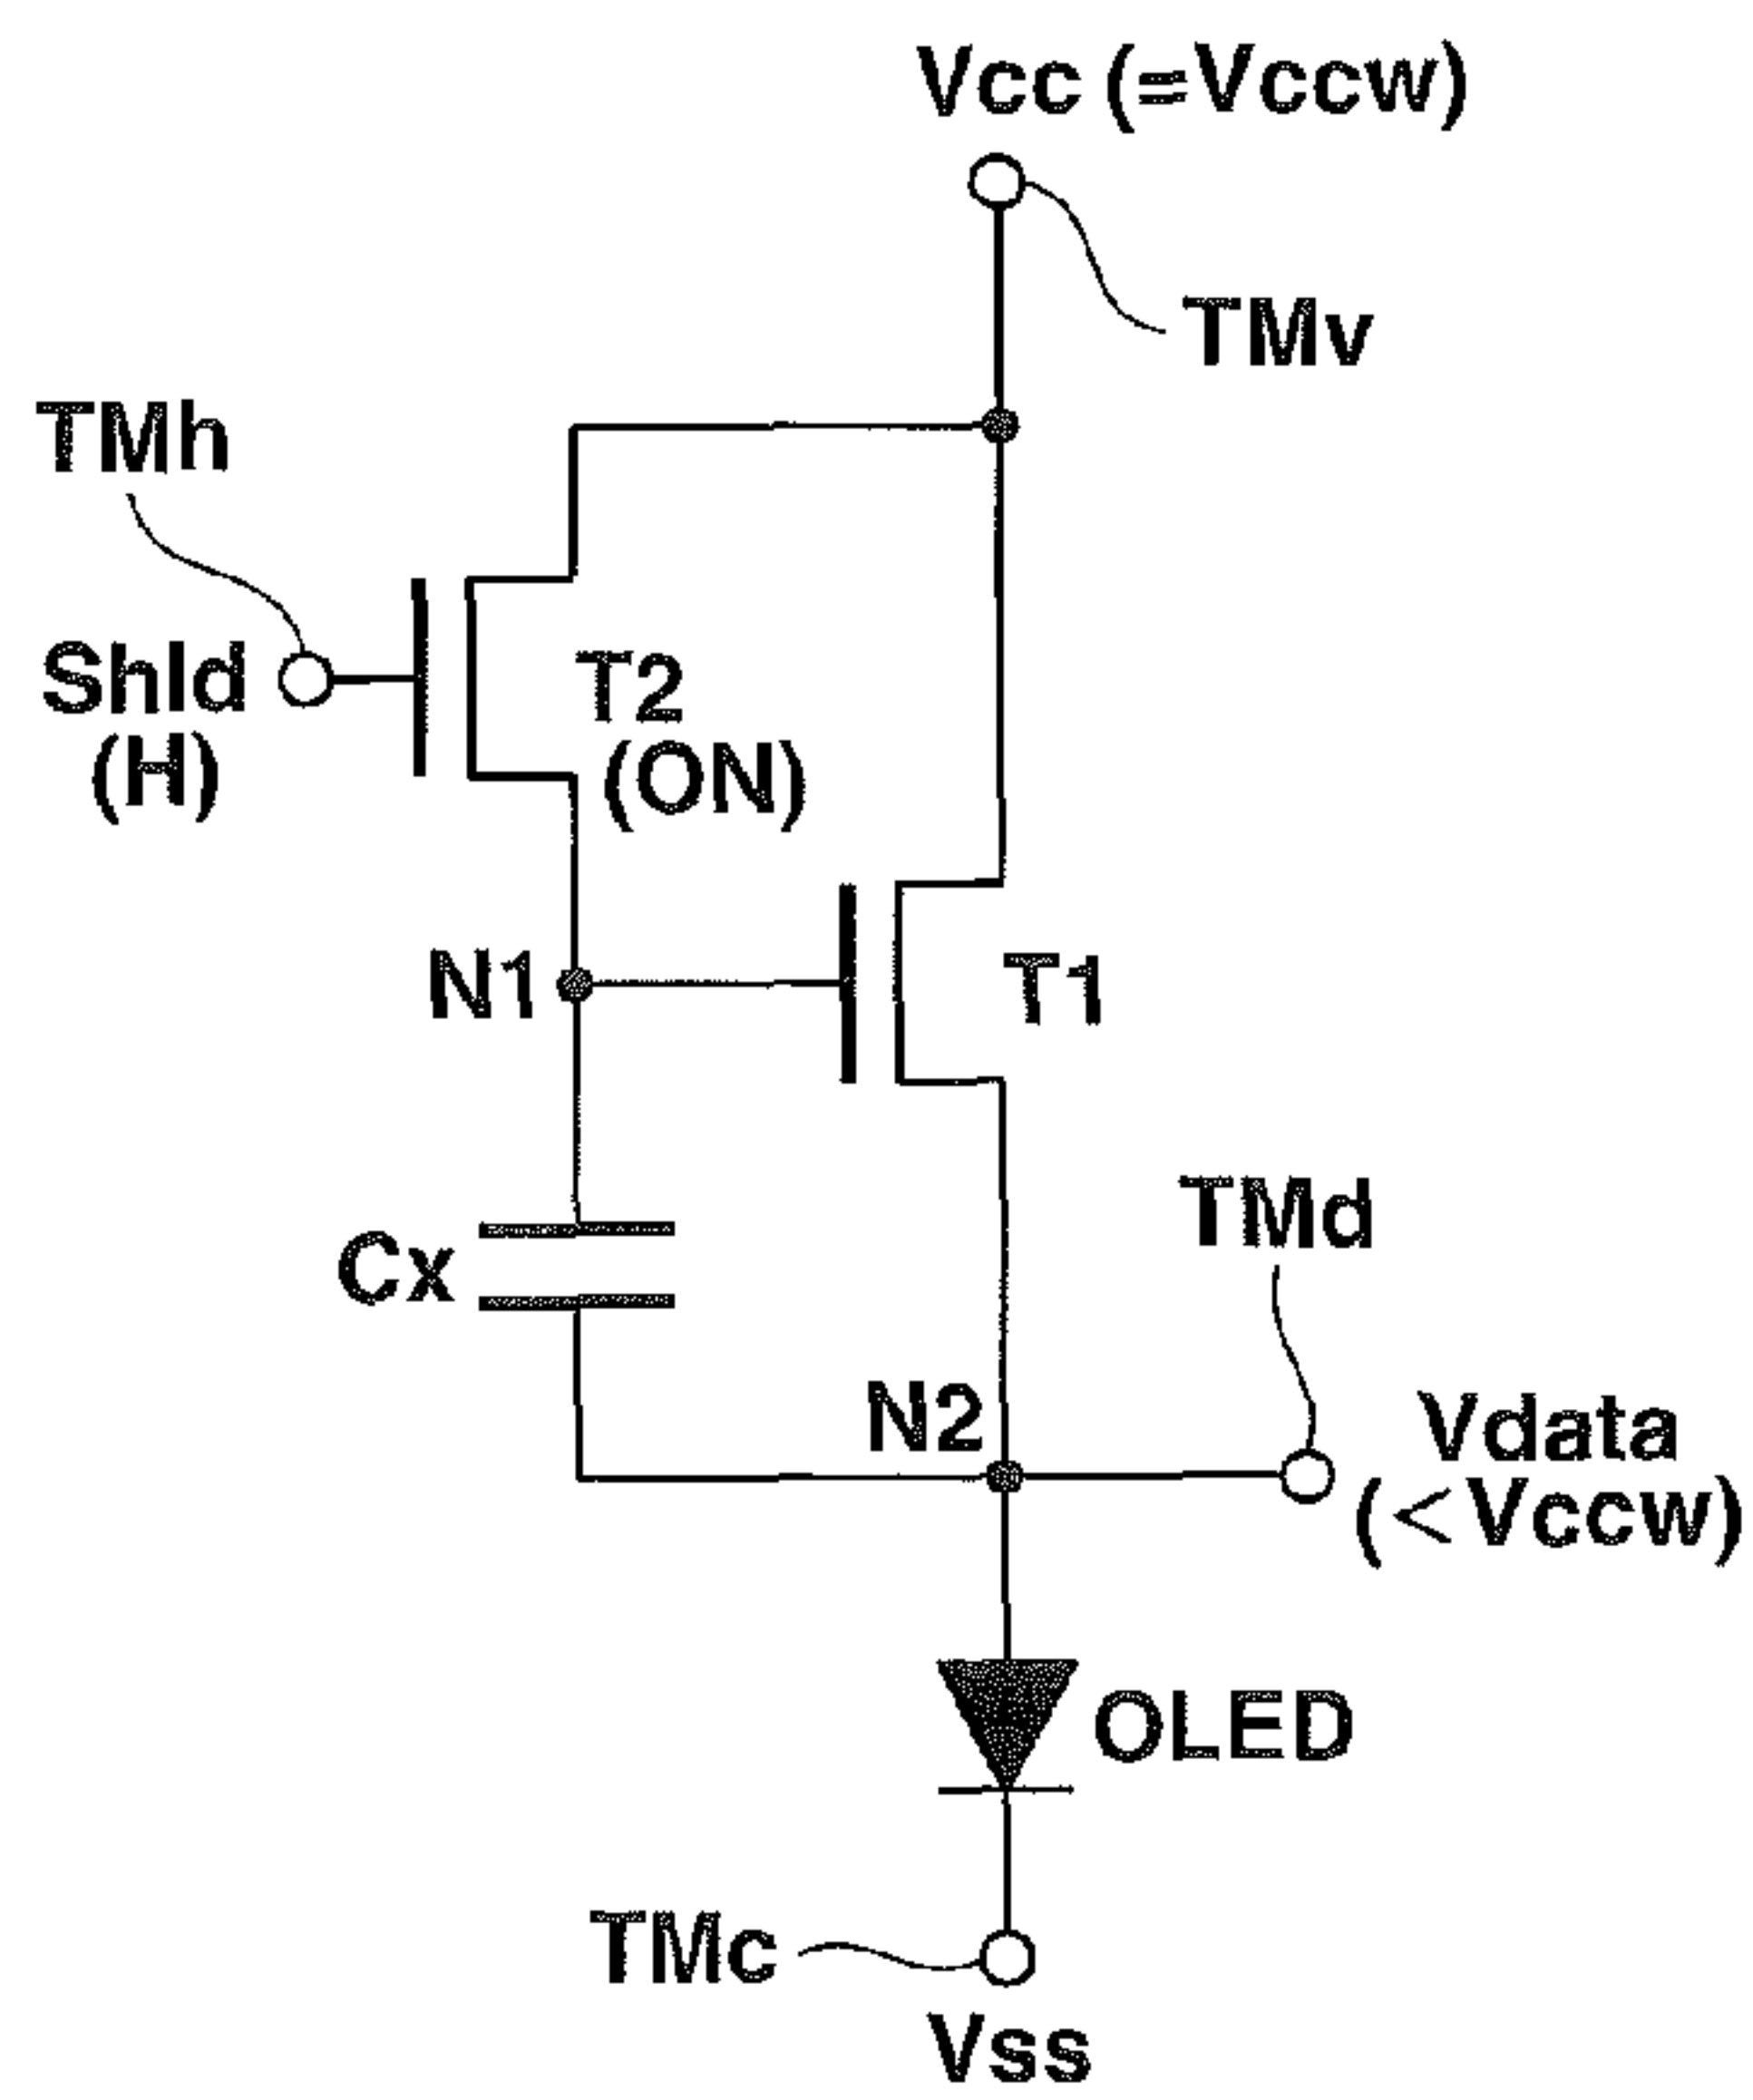 Vcc (=Vccw)
TMv
TMh
Shld
(H)
T2
(ON)
N1
T1
Cx
TMd
N2
Vdata
(<Vccw)
OLED
TMc
Vss